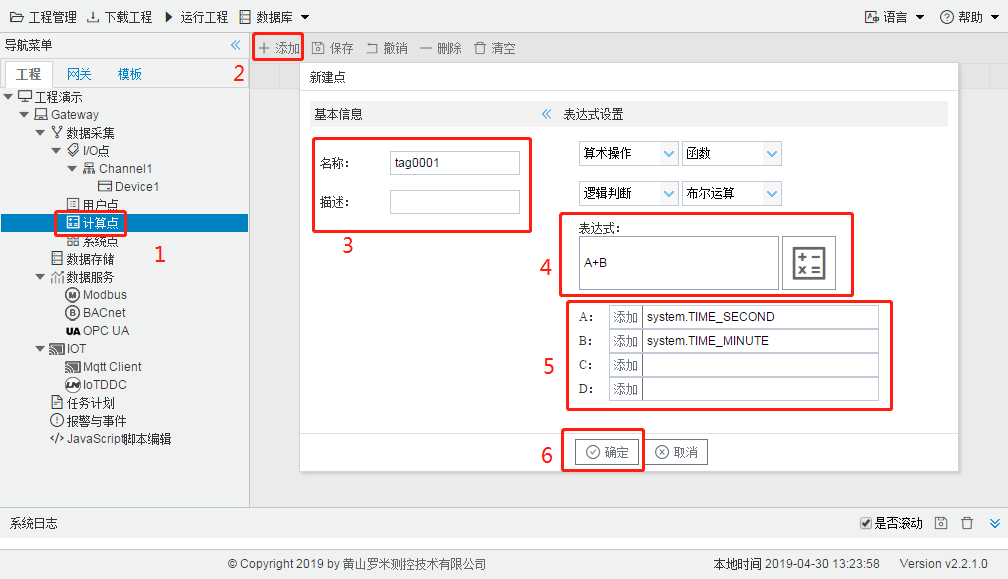 工程管理 下载工程 运行工程 数据库 语言 帮助
导航菜单
添加 保存 撤销 删除 清空
工程 网关 模板 2
新建点
工程演示
Gateway
数据采集
I/O点
Channel1
Device1
用户点
计算点
系统点
1
数据存储
数据服务
Modbus
BACnet
UA OPC UA
IOT
Mqtt Client
IoTDDC
任务计划
报警与事件
JavaScript脚本编辑
基本信息
名称： tag0001
描述：
3
表达式设置
算术操作 函数
逻辑判断 布尔运算
表达式：
4 A+B
A： 添加 system.TIME_SECOND
B： 添加 system.TIME_MINUTE
5
C： 添加
D： 添加
6 确定 取消
系统日志 是否滚动
© Copyright 2019 by 黄山罗米测控技术有限公司 本地时间 2019-04-30 13:23:58 Version v2.2.1.0